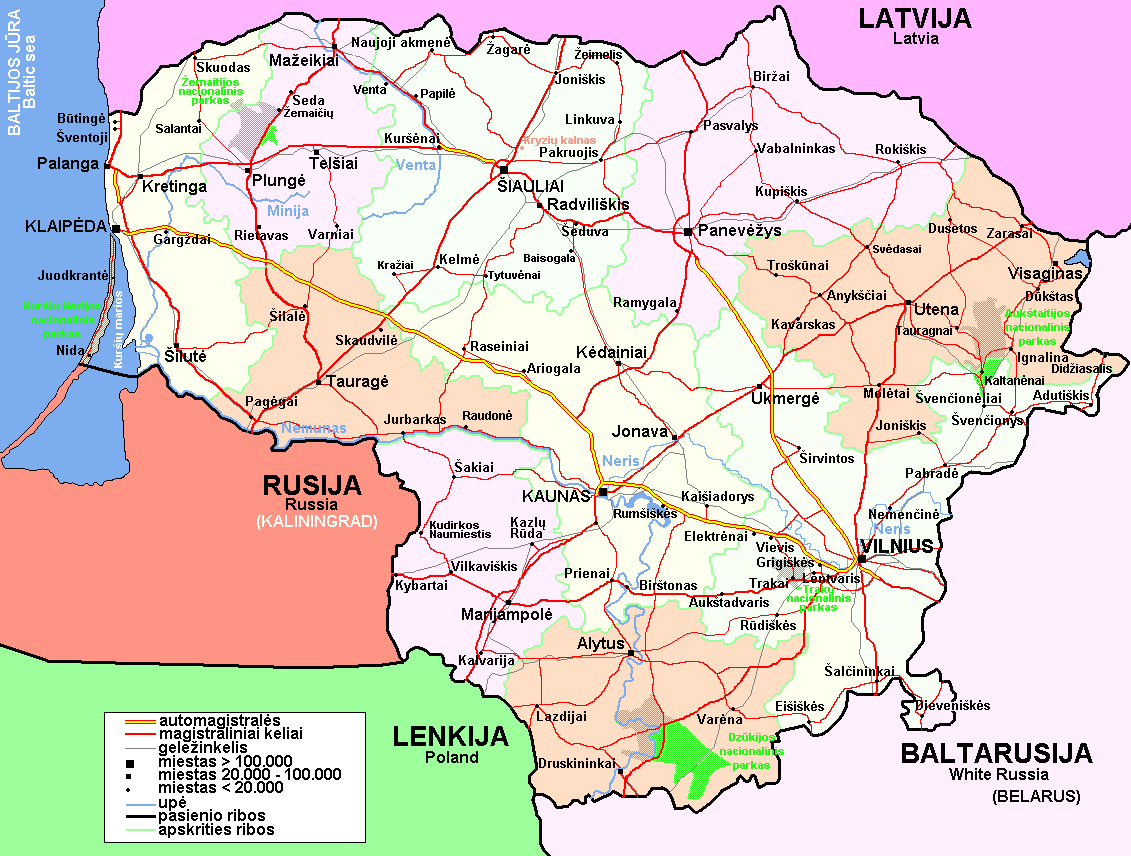 LATVIJA
Latvia
BALTIJOS JŪRA
Baltic sea
Naujoji akmenė
Žagarė
Žeimelis
Mažeikiai
Skuodas
Joniškis
Biržai
Žemaitijos
nacionalinis
parkas
Venta
Papilė
Seda
Žemaičių
Būtingė
Šventoji
Salantai
Linkuva
Pasvalys
Kuršėnai
Kryzių kalnas
Pakruojis
Vabalninkas
Rokiškis
Palanga
Telšiai
Venta
Kretinga
Plungė
ŠIAULIAI
Kupiškis
Radviliškis
Minija
KLAIPĖDA
Gargždai
Rietavas
Varniai
Šeduva
Panevėžys
Dusetos
Zarasai
Svėdasai
Kelmė
Baisogala
Kražiai
Tytuvėnai
Troškūnai
Visaginas
Juodkrantė
Anykščiai
Dūkštas
Kuršių Nerijos
nacionalinis
parkas
Kuršių marios
Šilalė
Ramygala
Utena
Aukštaitijos
nacionalinis
parkas
Kavarskas
Tauragnai
Skaudvilė
Nida
Šilutė
Raseiniai
Kėdainiai
Ignalina
Didžiasalis
Ariogala
Tauragė
Kaltanėnai
Ukmergė
Molėtai
Švenčionėliai
Adutiškis
Pagėgai
Jurbarkas
Raudonė
Švenčionys
Nemunas
Jonava
Joniškis
Neris
Širvintos
Šakiai
Pabradė
RUSIJA
Russia
(KALININGRAD)
KAUNAS
Kaišiadorys
Rumšiškės
Nemenčinė
Neris
Kudirkos
Naumiestis
Kazlų
Rūda
Elektrėnai
Vievis
VILNIUS
Grigiškės
Vilkaviškis
Prienai
Lentvaris
Kybartai
Birštonas
Trakai
Trakų
nacionalinis
parkas
Aukštadvaris
Marijampolė
Rūdiškės
Alytus
Kalvarija
Šalčininkai
Lazdijai
Varėna
Eišiškės
Dieveniškės
LENKIJA
Poland
Dzūkijos
nacionalinis
parkas
Druskininkai
BALTARUSIJA
White Russia
(BELARUS)
automagistralės
magistraliniai keliai
geležinkelis
miestas > 100.000
miestas 20.000 - 100.000
miestas < 20.000
upė
pasienio ribos
apskrities ribos